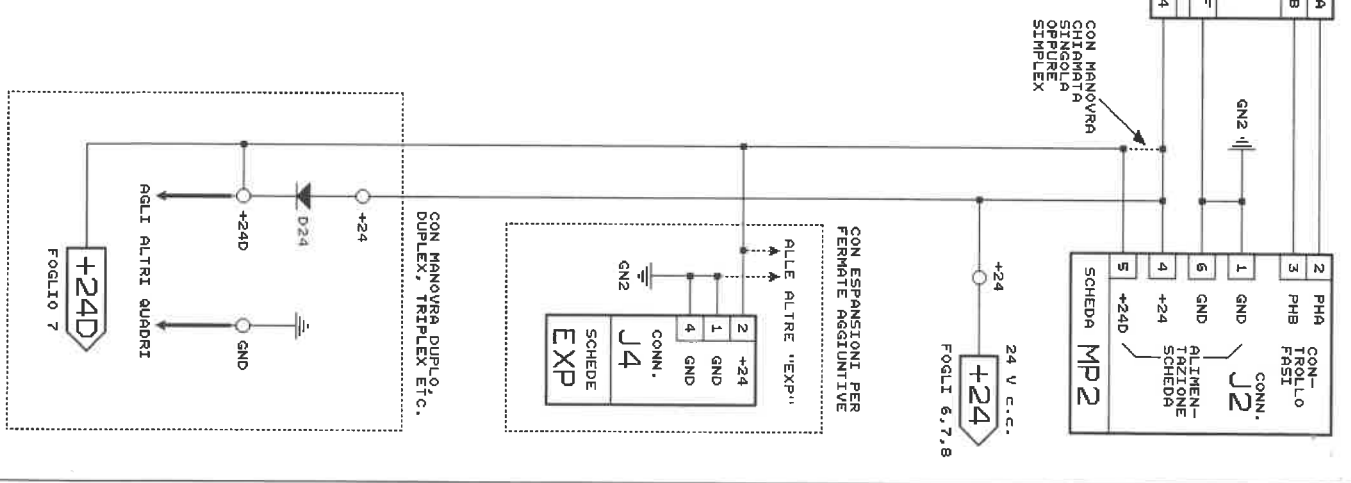 A
B
4
2 PHA
3 PHB
CON-
TROLLO
FASI
1 GND
6 GND
4 +24
5 +24D
CONN.
J2
ALIMEN-
TAZIONE
SCHEDA
SCHEDA MP2
GN2
CON MANOVRA
CHIAMATA
SINGOLA
OPPURE
SIMPLEX
24 V c.c.
+24
+24
FOGLI 6,7,8
CON ESPANSIONI PER
FERMATE AGGIUNTIVE
ALLE ALTRE "EXP"
2 +24
1 GND
4 GND
GN2
CONN.
J4
SCHEDE
EXP
CON MANOVRA DUPLO,
DUPLEX, TRIPLEX ETC.
+24
D24
+24D
GND
AGLI ALTRI QUADRI
+24D
FOGLIO 7